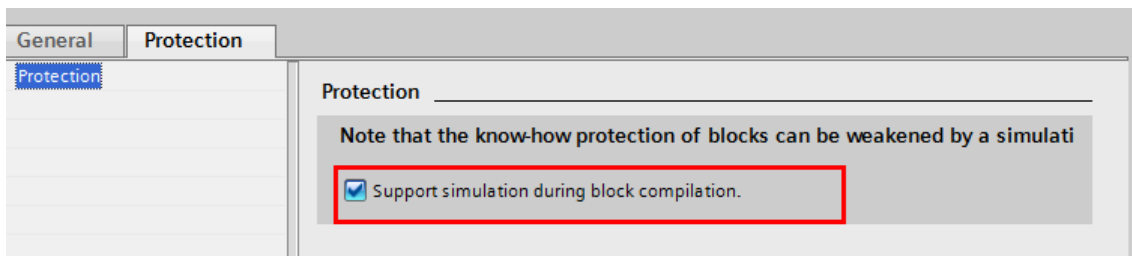 General Protection
Protection
Protection
Note that the know-how protection of blocks can be weakened by a simulati
Support simulation during block compilation.